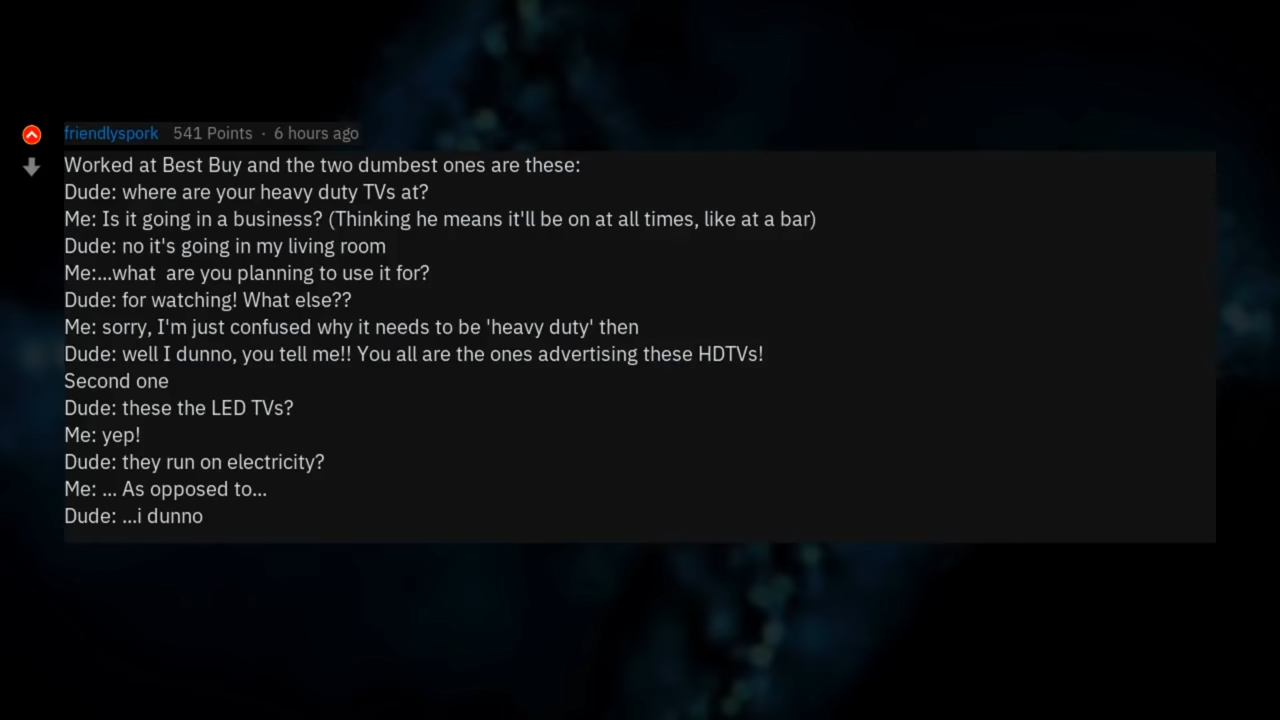 friendlyspork 541 Points · 6 hours ago
Worked at Best Buy and the two dumbest ones are these:
Dude: where are your heavy duty TVs at?
Me: Is it going in a business? (Thinking he means it'll be on at all times, like at a bar)
Dude: no it's going in my living room
Me:...what  are you planning to use it for?
Dude: for watching! What else??
Me: sorry, I'm just confused why it needs to be 'heavy duty' then
Dude: well I dunno, you tell me!! You all are the ones advertising these HDTVs!
Second one
Dude: these the LED TVs?
Me: yep!
Dude: they run on electricity?
Me: ... As opposed to...
Dude: ...i dunno